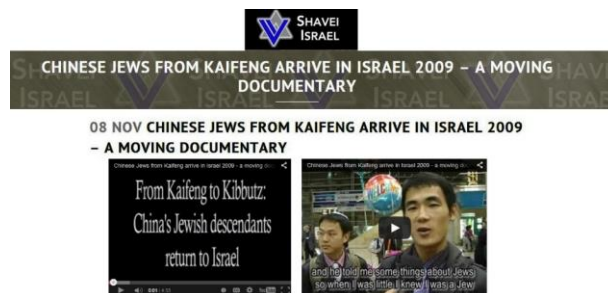 SHAVEI
ISRAEL
CHINESE JEWS FROM KAIFENG ARRIVE IN ISRAEL 2009 – A MOVING
DOCUMENTARY
08 NOV CHINESE JEWS FROM KAIFENG ARRIVE IN ISRAEL 2009
– A MOVING DOCUMENTARY
Chinese Jews from Kaifeng arrive in Israel 2009 - a moving do
From Kaifeng to Kibbutz:
China's Jewish descendants
return to Israel
Chinese Jews from Kaifeng arrive in Israel 2009 - a moving do
and he told me some things about Jews
so when I was little I knew I was a Jew